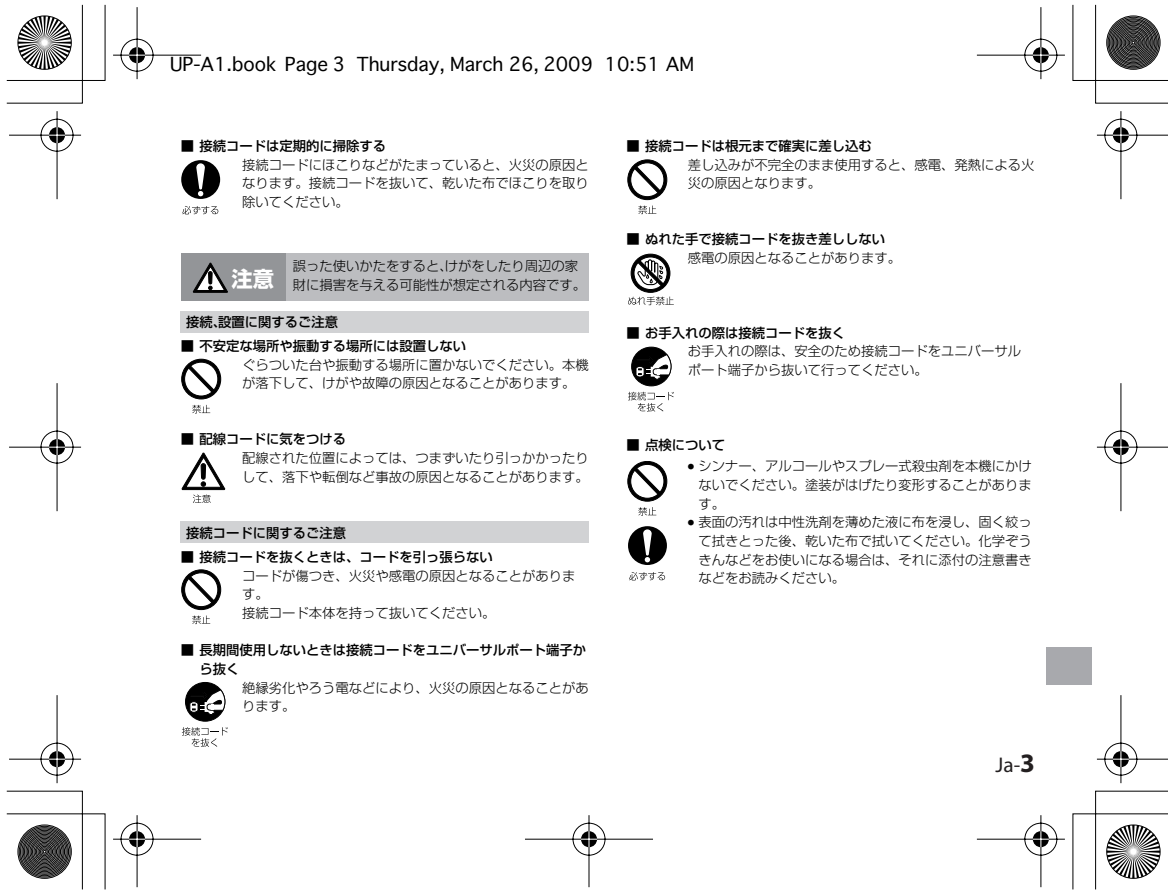 UP-A1.book Page 3 Thursday, March 26, 2009 10:51 AM
■ 接続コードは定期的に掃除する
接続コードにほこりなどがたまっていると、火災の原因と
なります。接続コードを抜いて、乾いた布でほこりを取り
除いてください。
必ずする
注意
誤った使いかたをすると、けがをしたり周辺の家
財に損害を与える可能性が想定される内容です。
接続、設置に関するご注意
■ 不安定な場所や振動する場所には設置しない
ぐらついた台や振動する場所に置かないでください。本機
が落下して、けがや故障の原因となることがあります。
禁止
■ 配線コードに気をつける
配線された位置によっては、つまずいたり引っかかったり
して、落下や転倒など事故の原因となることがあります。
注意
接続コードに関するご注意
■ 接続コードを抜くときは、コードを引っ張らない
コードが傷つき、火災や感電の原因となることがありま
す。
接続コード本体を持って抜いてください。
禁止
■ 長期間使用しないときは接続コードをユニバーサルポート端子か
ら抜く
絶縁劣化やろう電などにより、火災の原因となることがあ
ります。
接続コード
を抜く
■ 接続コードは根元まで確実に差し込む
差し込みが不完全のまま使用すると、感電、発熱による火
災の原因となります。
禁止
■ ぬれた手で接続コードを抜き差ししない
感電の原因となることがあります。
ぬれ手禁止
■ お手入れの際は接続コードを抜く
お手入れの際は、安全のため接続コードをユニバーサル
ポート端子から抜いて行ってください。
接続コード
を抜く
■ 点検について
● シンナー、アルコールやスプレー式殺虫剤を本機にかけ
ないでください。塗装がはげたり変形することがありま
す。
禁止
● 表面の汚れは中性洗剤を薄めた液に布を浸し、固く絞っ
て拭きとった後、乾いた布で拭いてください。化学ぞう
きんなどをお使いになる場合は、それに添付の注意書き
などをお読みください。
必ずする
Ja-3